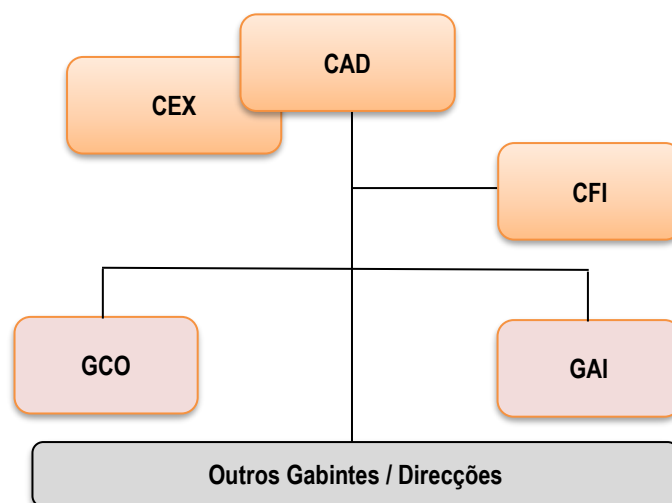 CAD
CEX
CFI
GCO
GAI
Outros Gabintes / Direcções